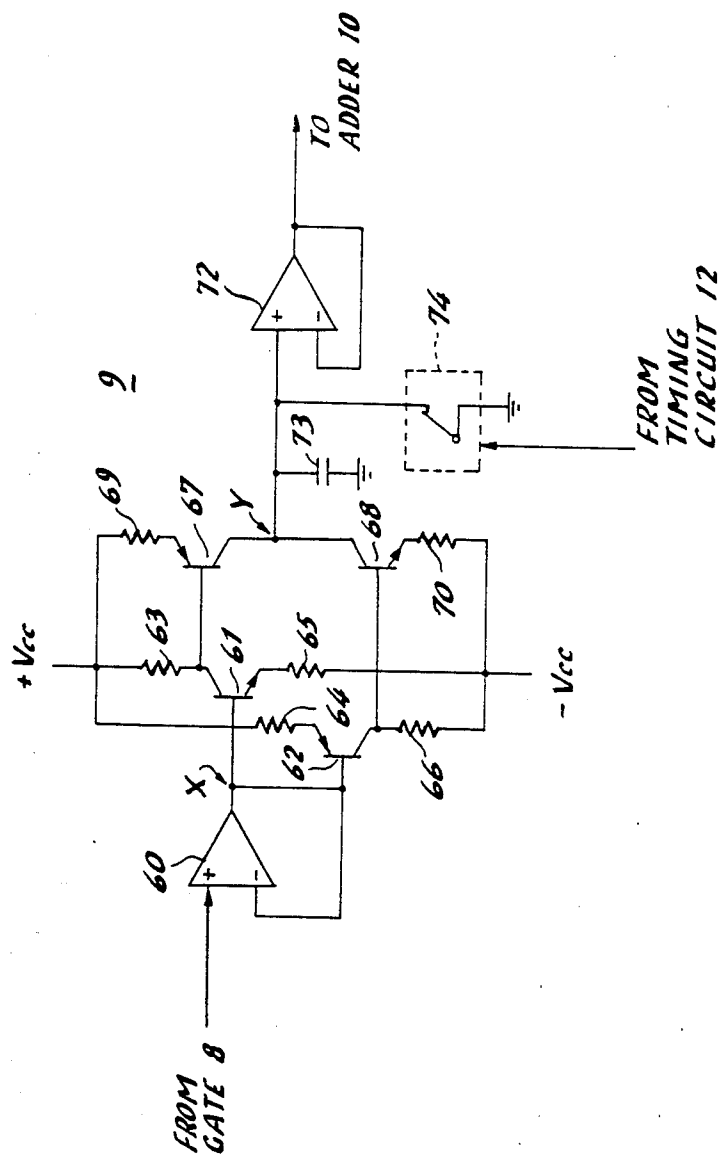 9
+Vcc
69
63
67
61
X
Y
72
+
-
TO
ADDER 10
60
+
-
62
64
65
73
68
74
66
70
-Vcc
FROM
GATE 8
FROM
TIMING
CIRCUIT 12